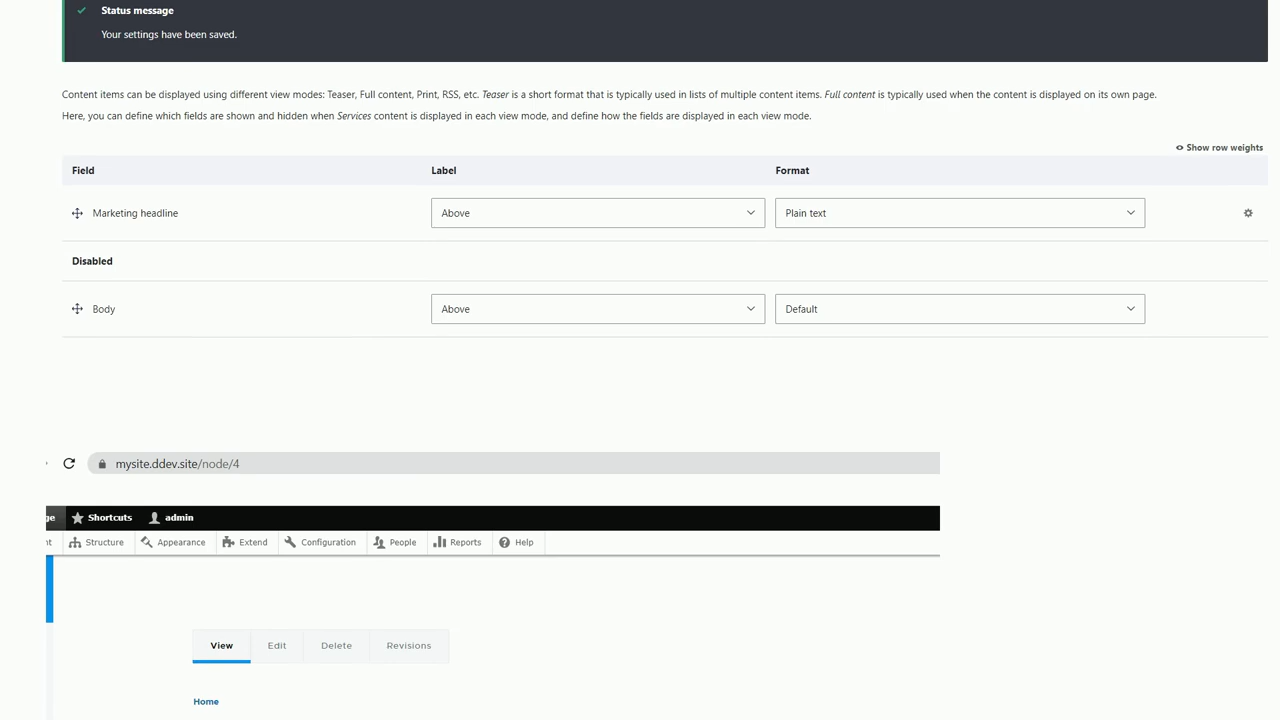 Status message
Your settings have been saved.
Content items can be displayed using different view modes: Teaser, Full content, Print, RSS, etc. Teaser is a short format that is typically used in lists of multiple content items. Full content is typically used when the content is displayed on its own page.
Here, you can define which fields are shown and hidden when Services content is displayed in each view mode, and define how the fields are displayed in each view mode.
Show row weights
Field Label Format
Marketing headline Above Plain text
Disabled
Body Above Default
mysite.ddev.site/node/4
ge Shortcuts admin
nt Structure Appearance Extend Configuration People Reports Help
View Edit Delete Revisions
Home